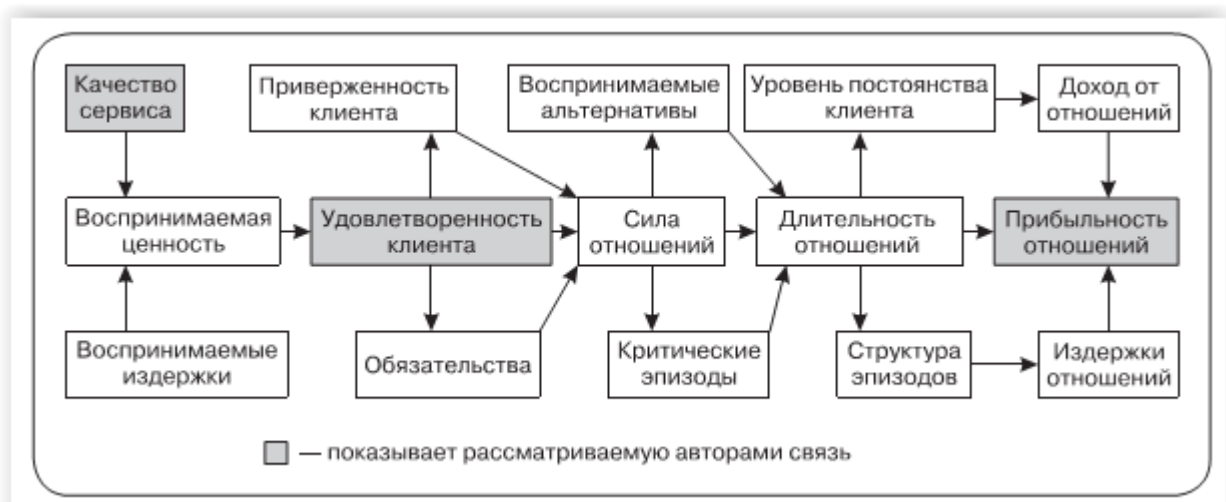 Качество
сервиса
Приверженность
клиента
Воспринимаемые
альтернативы
Уровень постоянства
клиента
Доход от
отношений
Воспринимаемая
ценность
Удовлетворенность
клиента
Сила
отношений
Длительность
отношений
Прибыльность
отношений
Воспринимаемые
издержки
Обязательства
Критические
эпизоды
Структура
эпизодов
Издержки
отношений
— показывает рассматриваемую авторами связь